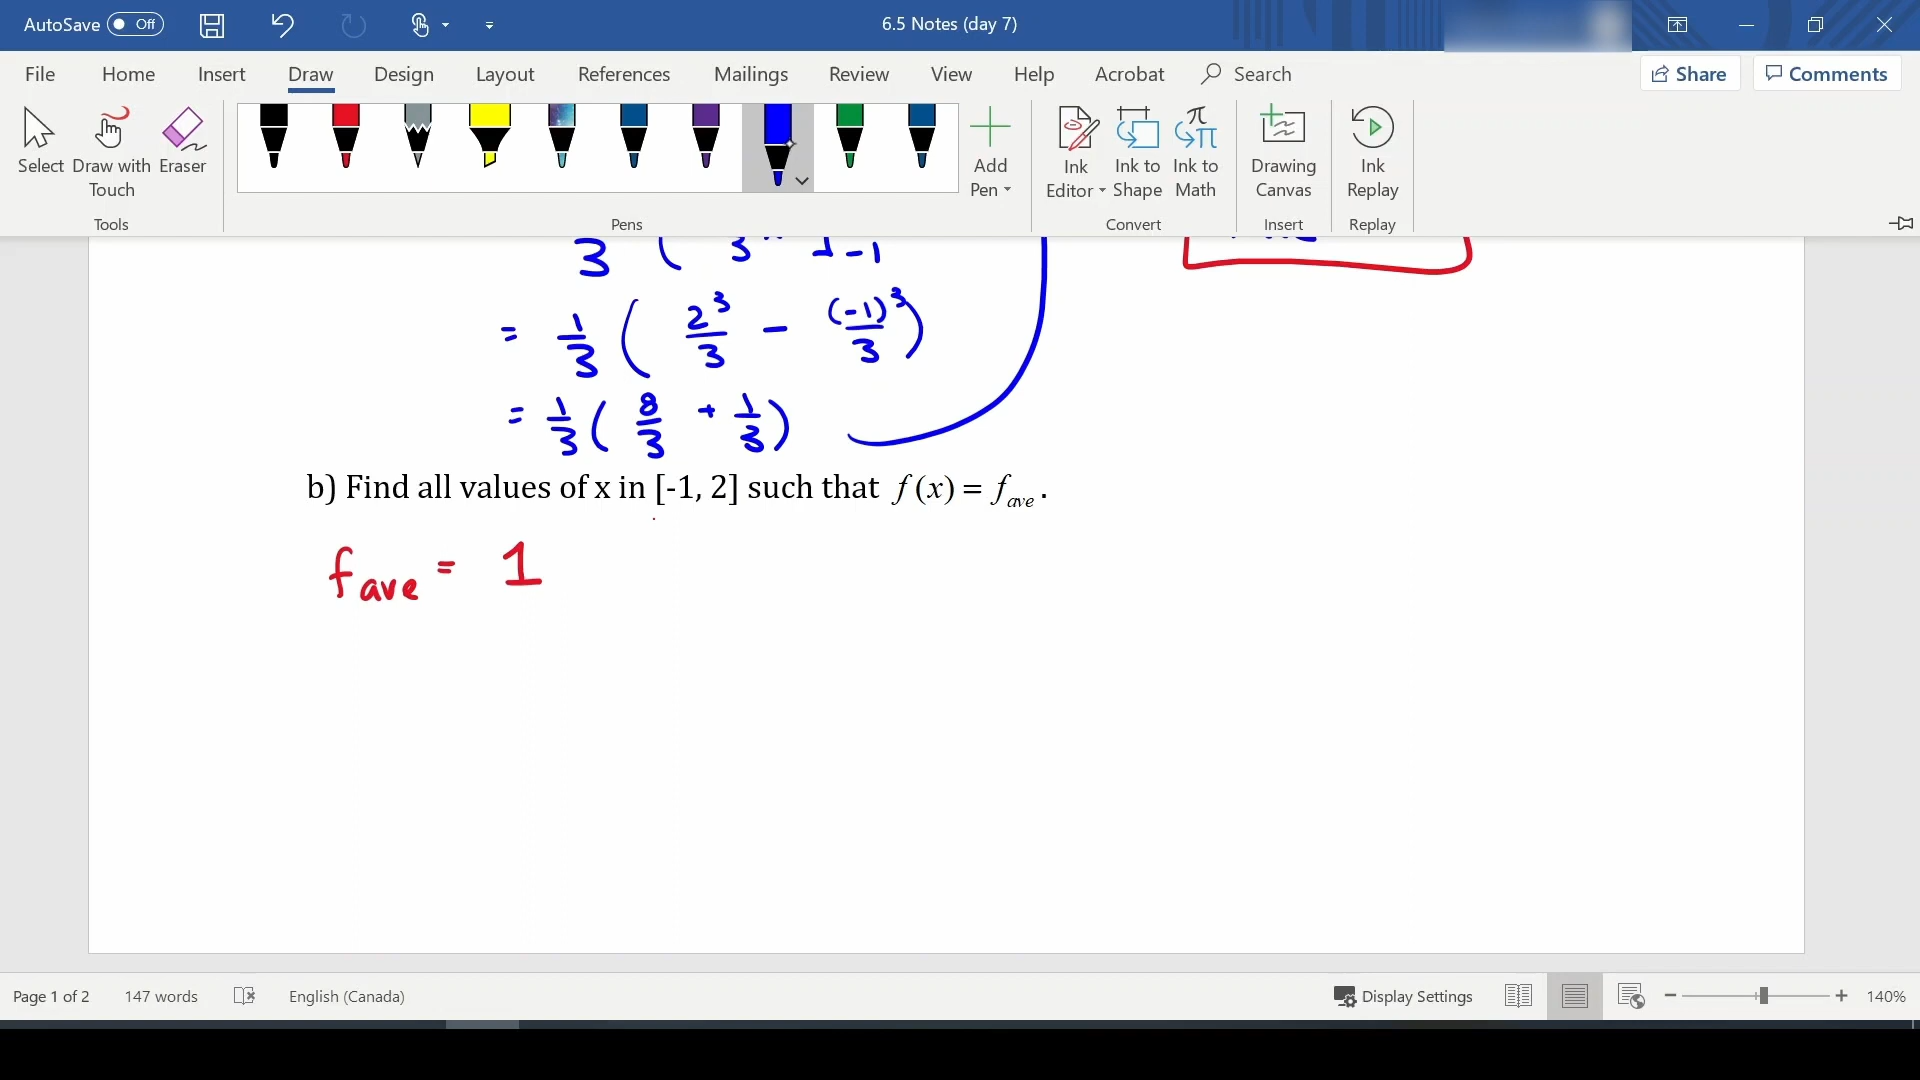 AutoSave Off 6.5 Notes (day 7)
File Home Insert Draw Design Layout References Mailings Review View Help Acrobat Search Share Comments
Select Draw with Touch Eraser Add Pen Ink Editor Ink to Shape Ink to Math Drawing Canvas Ink Replay
Tools Pens Convert Insert Replay
= 1/3 ( 2³/3 - (-1)³/3 )
= 1/3 ( 8/3 + 1/3 )
b) Find all values of x in [-1, 2] such that f(x) = f_ave.
f_ave = 1
Page 1 of 2 147 words English (Canada) Display Settings 140%